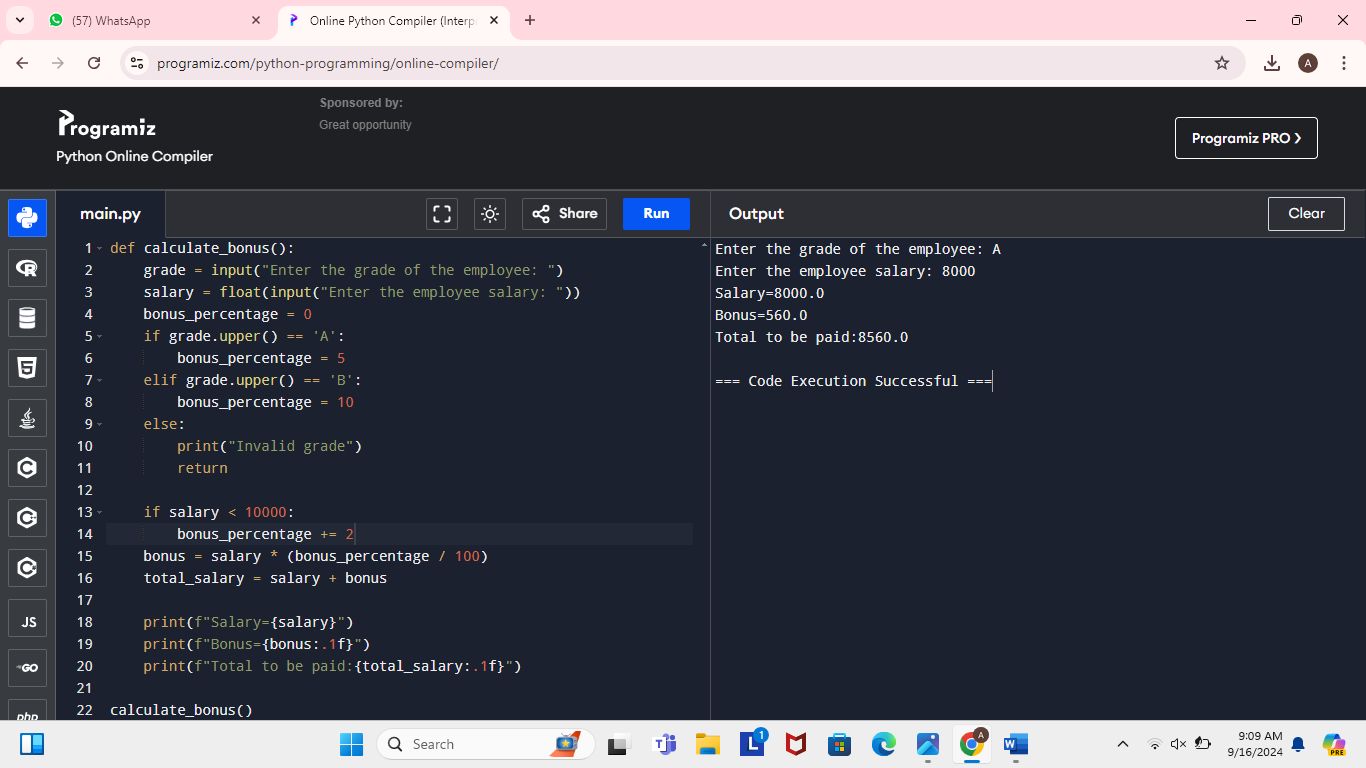 (57) WhatsApp
Online Python Compiler (Interp
programiz.com/python-programming/online-compiler/
A
Programiz
Python Online Compiler
Sponsored by:
Great opportunity
Programiz PRO >
main.py
Share
Run
Output
Clear
1 def calculate_bonus():
2     grade = input("Enter the grade of the employee: ")
3     salary = float(input("Enter the employee salary: "))
4     bonus_percentage = 0
5     if grade.upper() == 'A':
6         bonus_percentage = 5
7     elif grade.upper() == 'B':
8         bonus_percentage = 10
9     else:
10         print("Invalid grade")
11         return
12
13     if salary < 10000:
14         bonus_percentage += 2
15     bonus = salary * (bonus_percentage / 100)
16     total_salary = salary + bonus
17
18     print(f"Salary={salary}")
19     print(f"Bonus={bonus:.1f}")
20     print(f"Total to be paid:{total_salary:.1f}")
21
22 calculate_bonus()
Enter the grade of the employee: A
Enter the employee salary: 8000
Salary=8000.0
Bonus=560.0
Total to be paid:8560.0
=== Code Execution Successful ===
R
5
C
C
C
JS
GO
php
Search
L
1
A
W
9:09 AM
9/16/2024
PRE